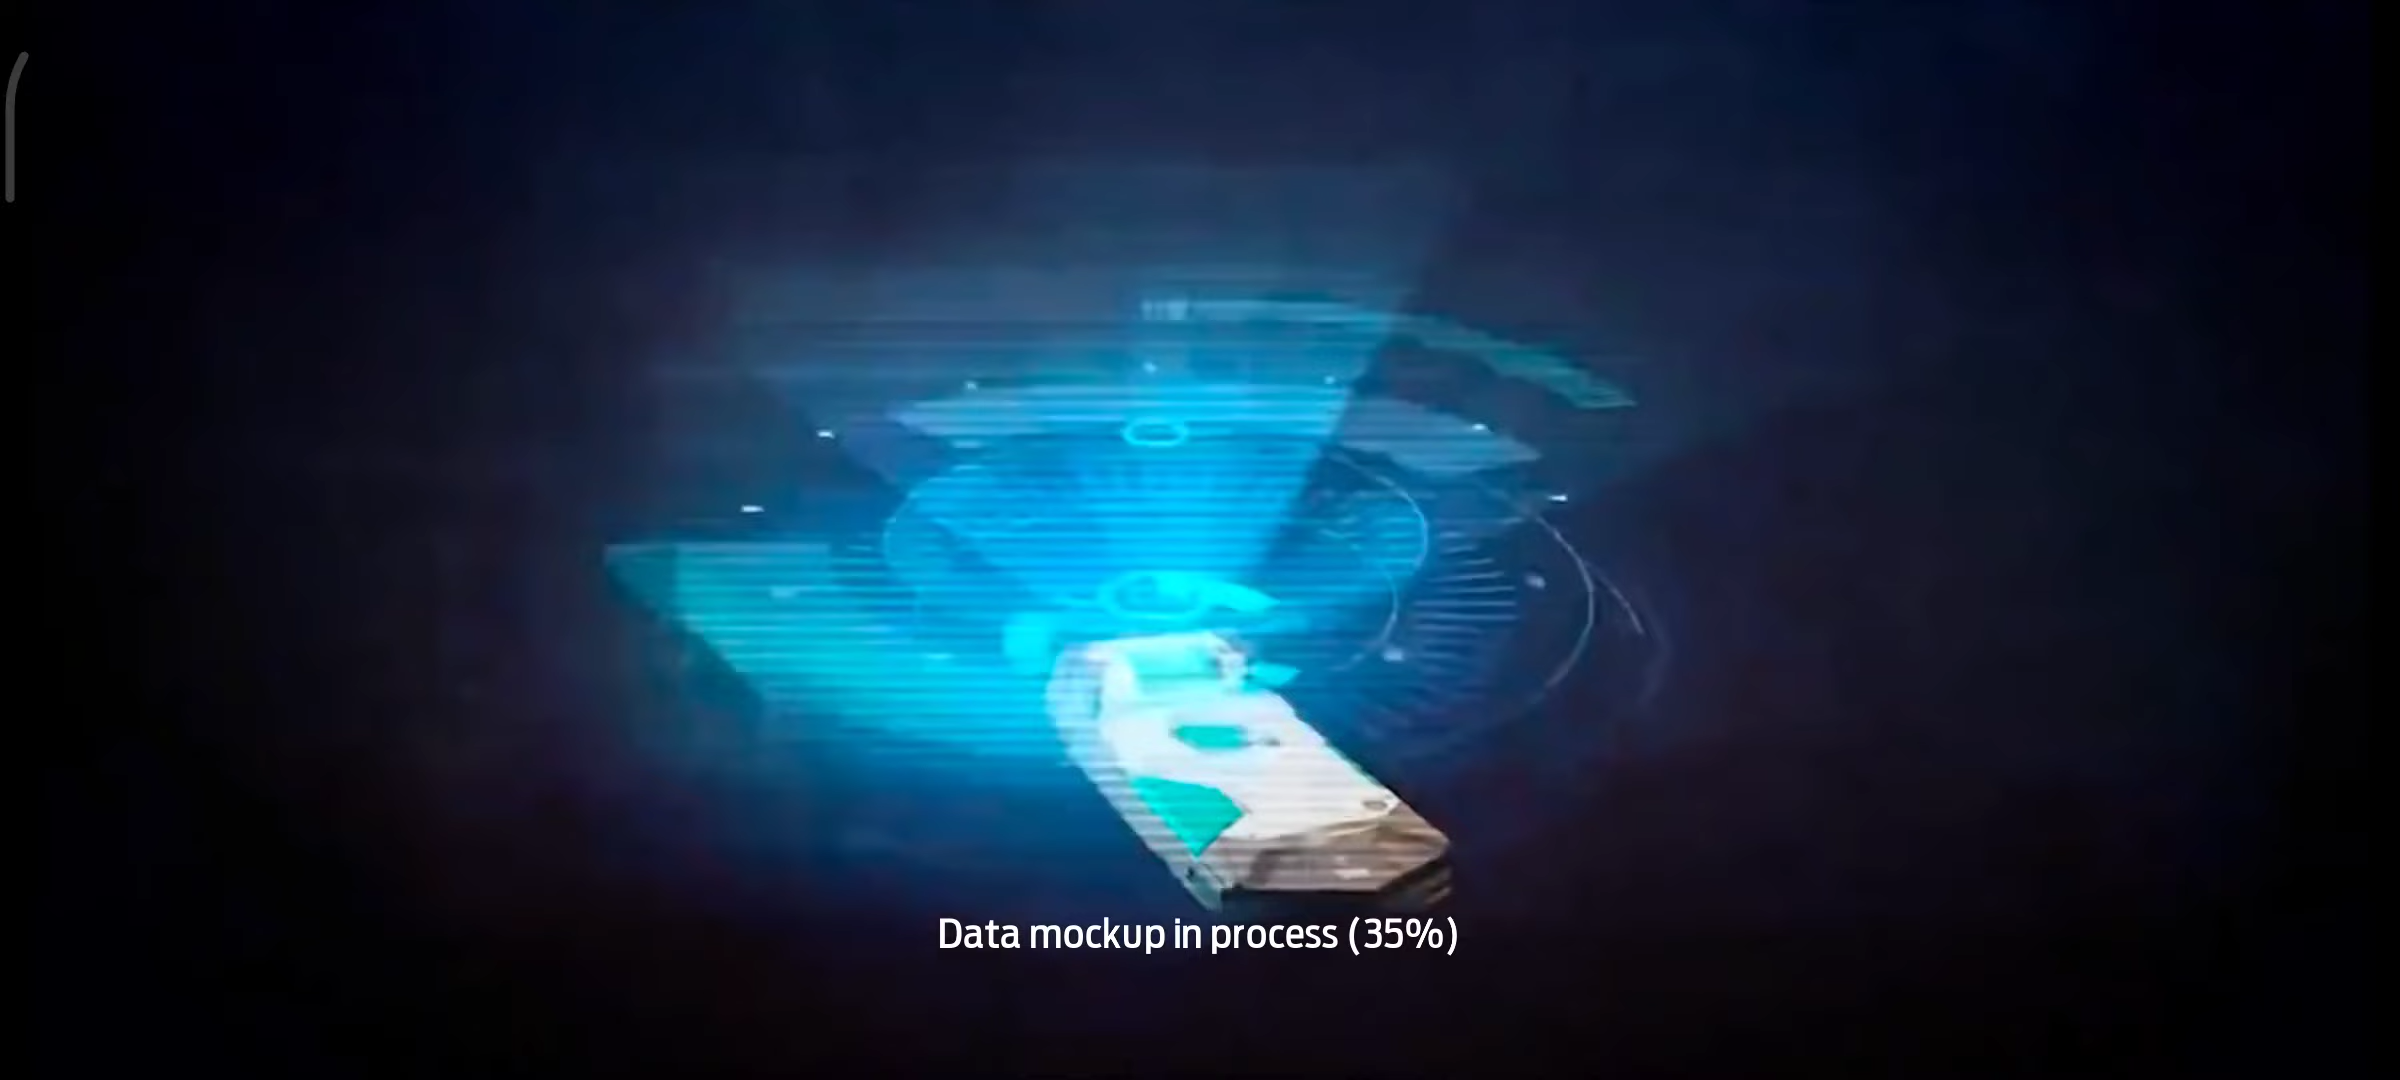 Data mockup in process (35%)